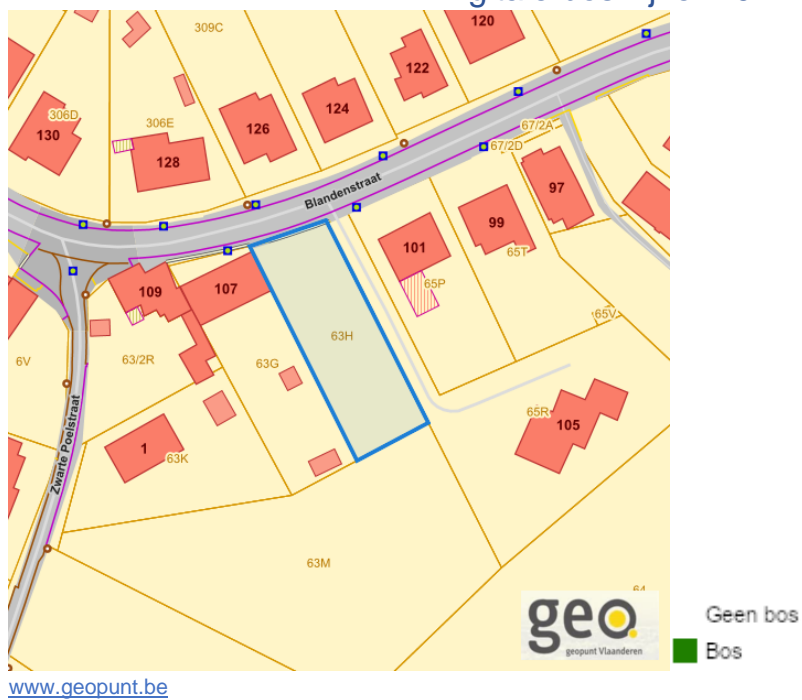 309C
120
122
306D
130
306E
126
124
128
67/2A
67/2D
Blandenstraat
97
99
65T
101
65P
109
107
63H
65V
6V
63/2R
63G
Zwarte Poelstraat
1
63K
65R
105
63M
64
geo.
geopunt Vlaanderen
Geen bos
Bos
www.geopunt.be